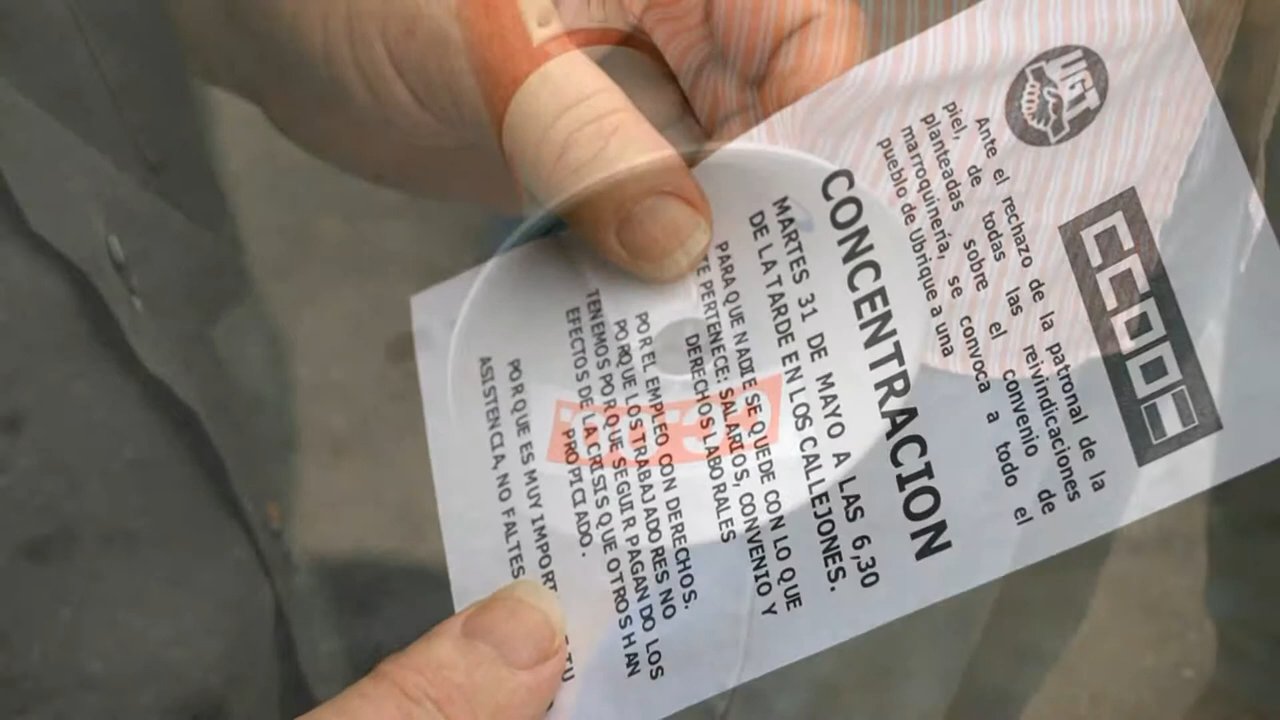 UGT
CCOO
Ante el rechazo de la patronal de la
piel, de todas las reivindicaciones
planteadas sobre el convenio de
marroquinería, se convoca a todo el
pueblo de Ubrique a una
CONCENTRACION
MARTES 31 DE MAYO A LAS 6,30
DE LA TARDE EN LOS CALLEJONES.
PARA QUE NADIE SE QUEDE CON LO QUE
TE PERTENECE: SALARIOS, CONVENIO Y
DERECHOS LABORALES
POR EL EMPLEO CON DERECHOS.
PORQUE LOS TRABAJADORES NO
TENEMOS PORQUE SEGUIR PAGANDO LOS
EFECTOS DE LA CRISIS QUE OTROS HAN
PROPICIADO.
PORQUE ES MUY IMPORT TU
ASISTENCIA, NO FALTES